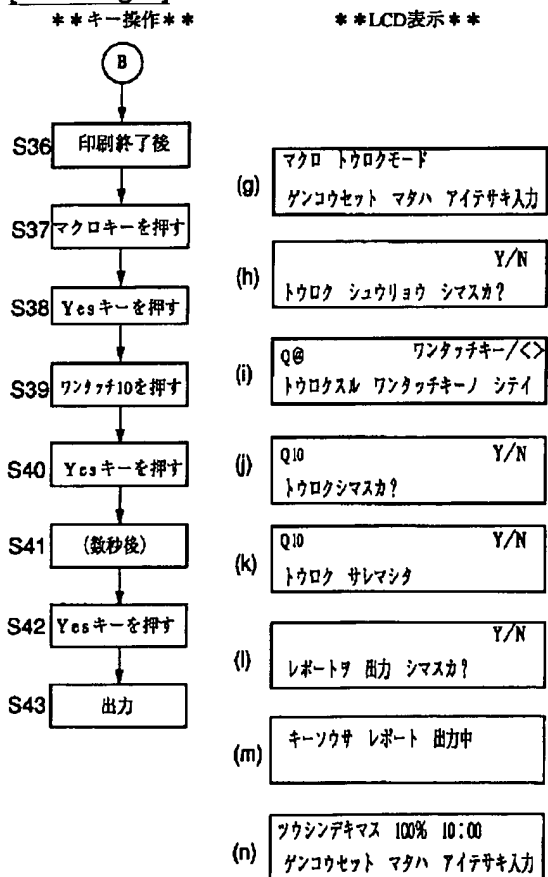 **キー操作**
**LCD表示**
B
S36 印刷終了後
S37 マクロキーを押す
S38 Yesキーを押す
S39 ワンタッチ10を押す
S40 Yesキーを押す
S41 (数秒後)
S42 Yesキーを押す
S43 出力
(g)
マクロ トウロクモード
ゲンコウセット マタハ アイテサキ入力
(h)
Y/N
トウロク シュウリョウ シマスカ?
(i)
Q@ ワンタッチキー/<>
トウロクスル ワンタッチキーノ シテイ
(j)
Q10 Y/N
トウロクシマスカ?
(k)
Q10 Y/N
トウロク サレマシタ
(l)
Y/N
レポートヲ 出力 シマスカ?
(m)
キーソウサ レポート 出力中
(n)
ツウシンデキマス 100% 10:00
ゲンコウセット マタハ アイテサキ入力